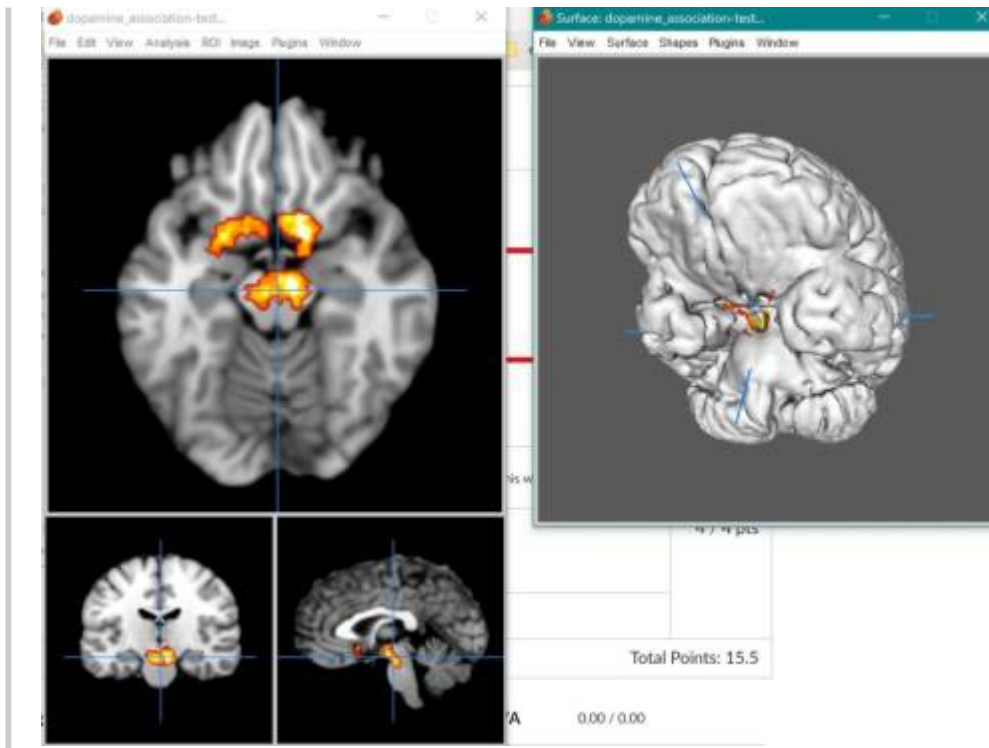 dopamine_association-test...
File Edit View Analysis ROI Image Plugins Window
Surface: dopamine_association-test...
File View Surface Shapes Plugins Window
his w
4 / 4 pts
Total Points: 15.5
/A
0.00 / 0.00